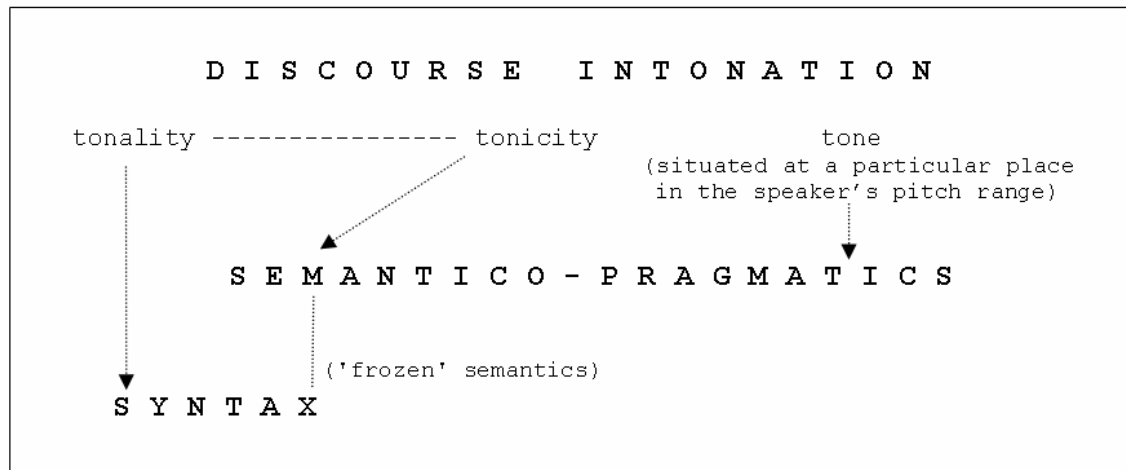 D I S C O U R S E   I N T O N A T I O N
tonality --------------- tonicity   tone
(situated at a particular place
in the speaker's pitch range)
S E M A N T I C O - P R A G M A T I C S
('frozen' semantics)
S Y N T A X